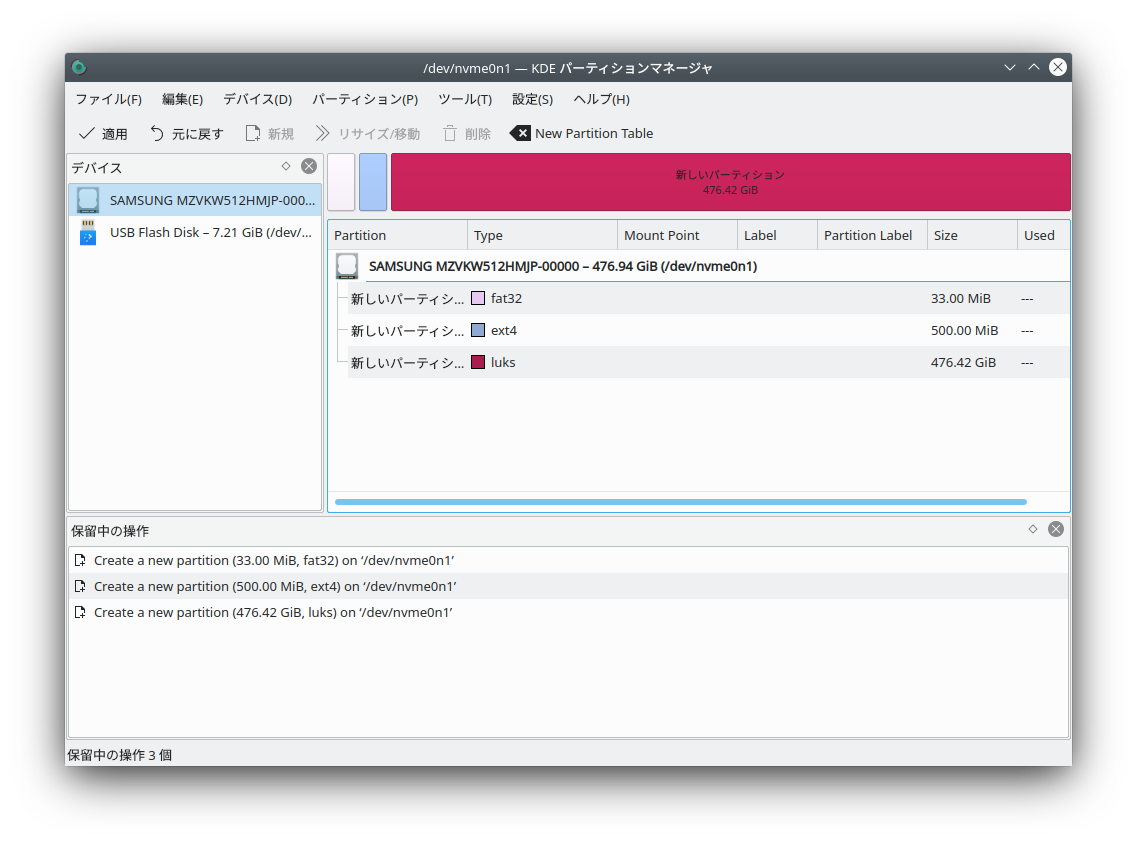 /dev/nvme0n1 — KDE パーティションマネージャ
ファイル(F) 編集(E) デバイス(D) パーティション(P) ツール(T) 設定(S) ヘルプ(H)
適用 元に戻す 新規 リサイズ/移動 削除 New Partition Table
デバイス
SAMSUNG MZVKW512HMJP-000...
USB Flash Disk – 7.21 GiB (/dev/...
新しいパーティション
476.42 GiB
Partition Type Mount Point Label Partition Label Size Used
SAMSUNG MZVKW512HMJP-00000 – 476.94 GiB (/dev/nvme0n1)
新しいパーティシ... fat32 33.00 MiB ---
新しいパーティシ... ext4 500.00 MiB ---
新しいパーティシ... luks 476.42 GiB ---
保留中の操作
Create a new partition (33.00 MiB, fat32) on ‘/dev/nvme0n1’
Create a new partition (500.00 MiB, ext4) on ‘/dev/nvme0n1’
Create a new partition (476.42 GiB, luks) on ‘/dev/nvme0n1’
保留中の操作 3 個